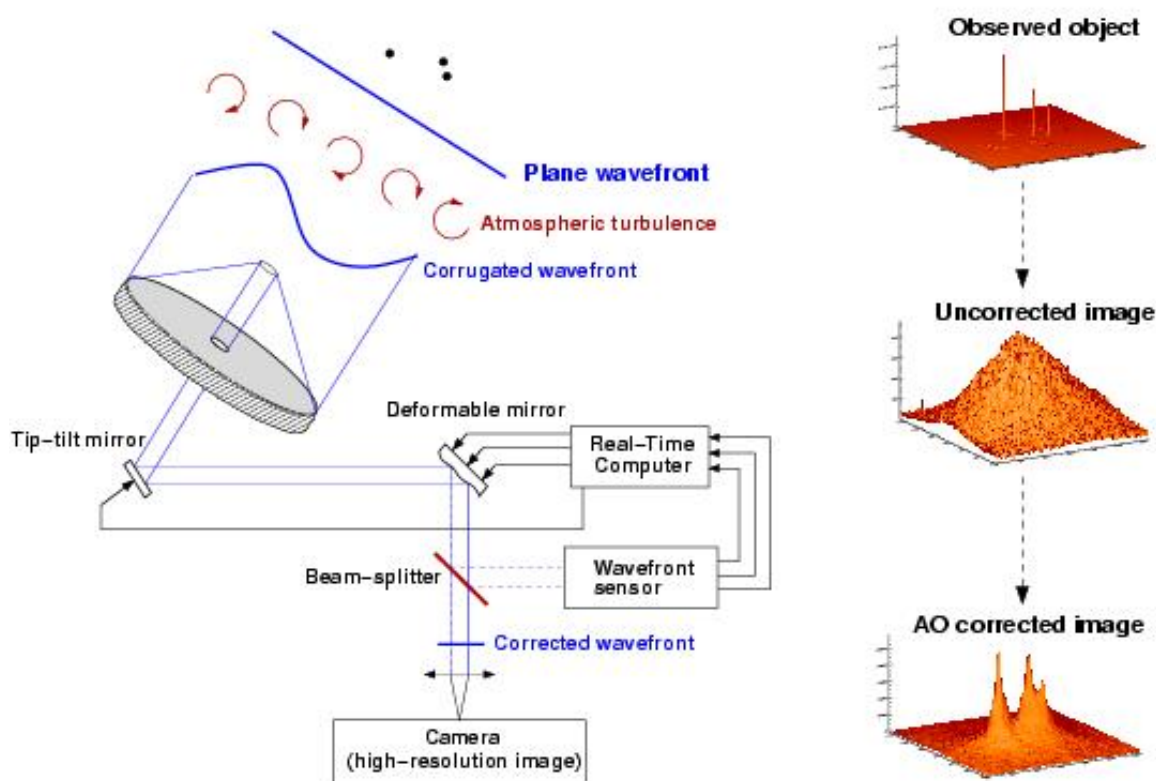 Plane wavefront
Atmospheric turbulence
Corrugated wavefront
Deformable mirror
Tip-tilt mirror
Real-Time
Computer
Beam-splitter
Wavefront
sensor
Corrected wavefront
Camera
(high-resolution image)
Observed object
Uncorrected image
AO corrected image